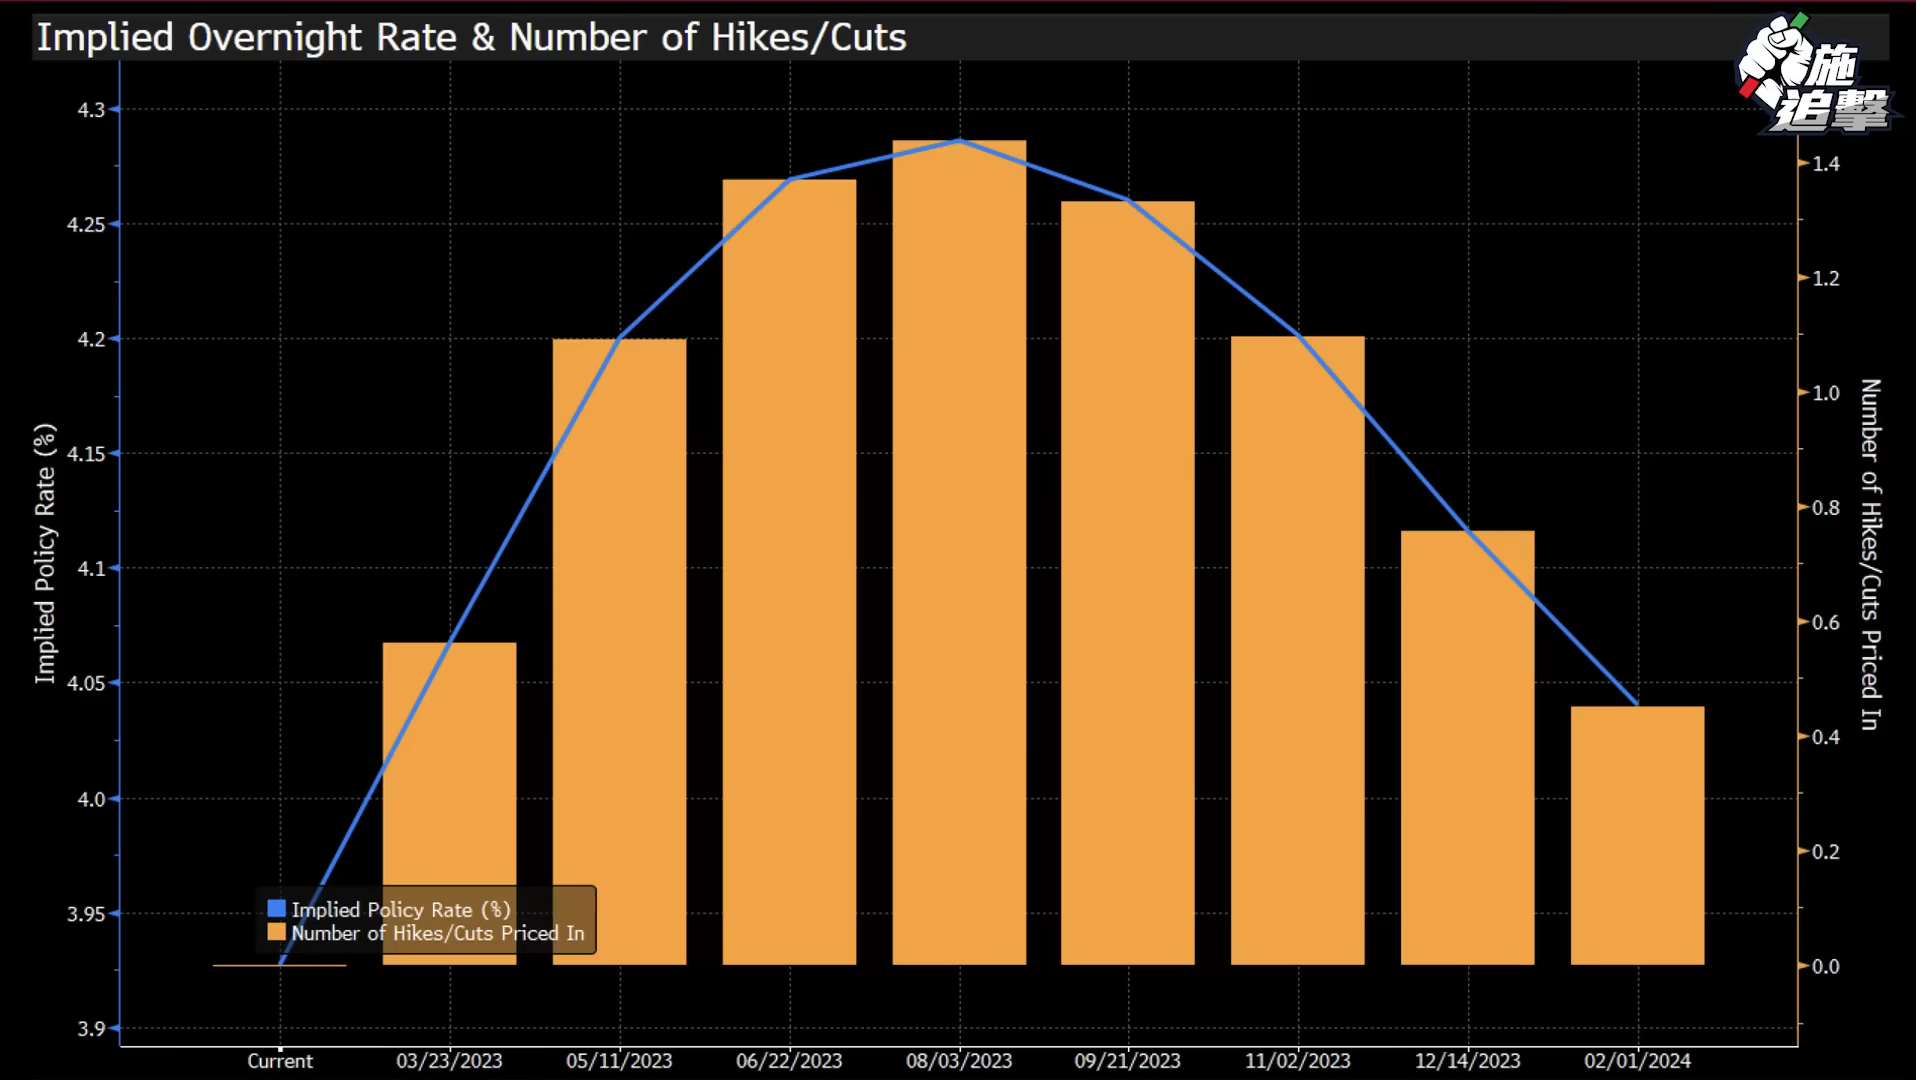 Implied Overnight Rate & Number of Hikes/Cuts
施
追擊
4.3
4.25
4.2
4.15
4.1
4.05
4.0
3.95
3.9
Implied Policy Rate (%)
1.4
1.2
1.0
0.8
0.6
0.4
0.2
0.0
Number of Hikes/Cuts Priced In
Implied Policy Rate (%)
Number of Hikes/Cuts Priced In
Current 03/23/2023 05/11/2023 06/22/2023 08/03/2023 09/21/2023 11/02/2023 12/14/2023 02/01/2024